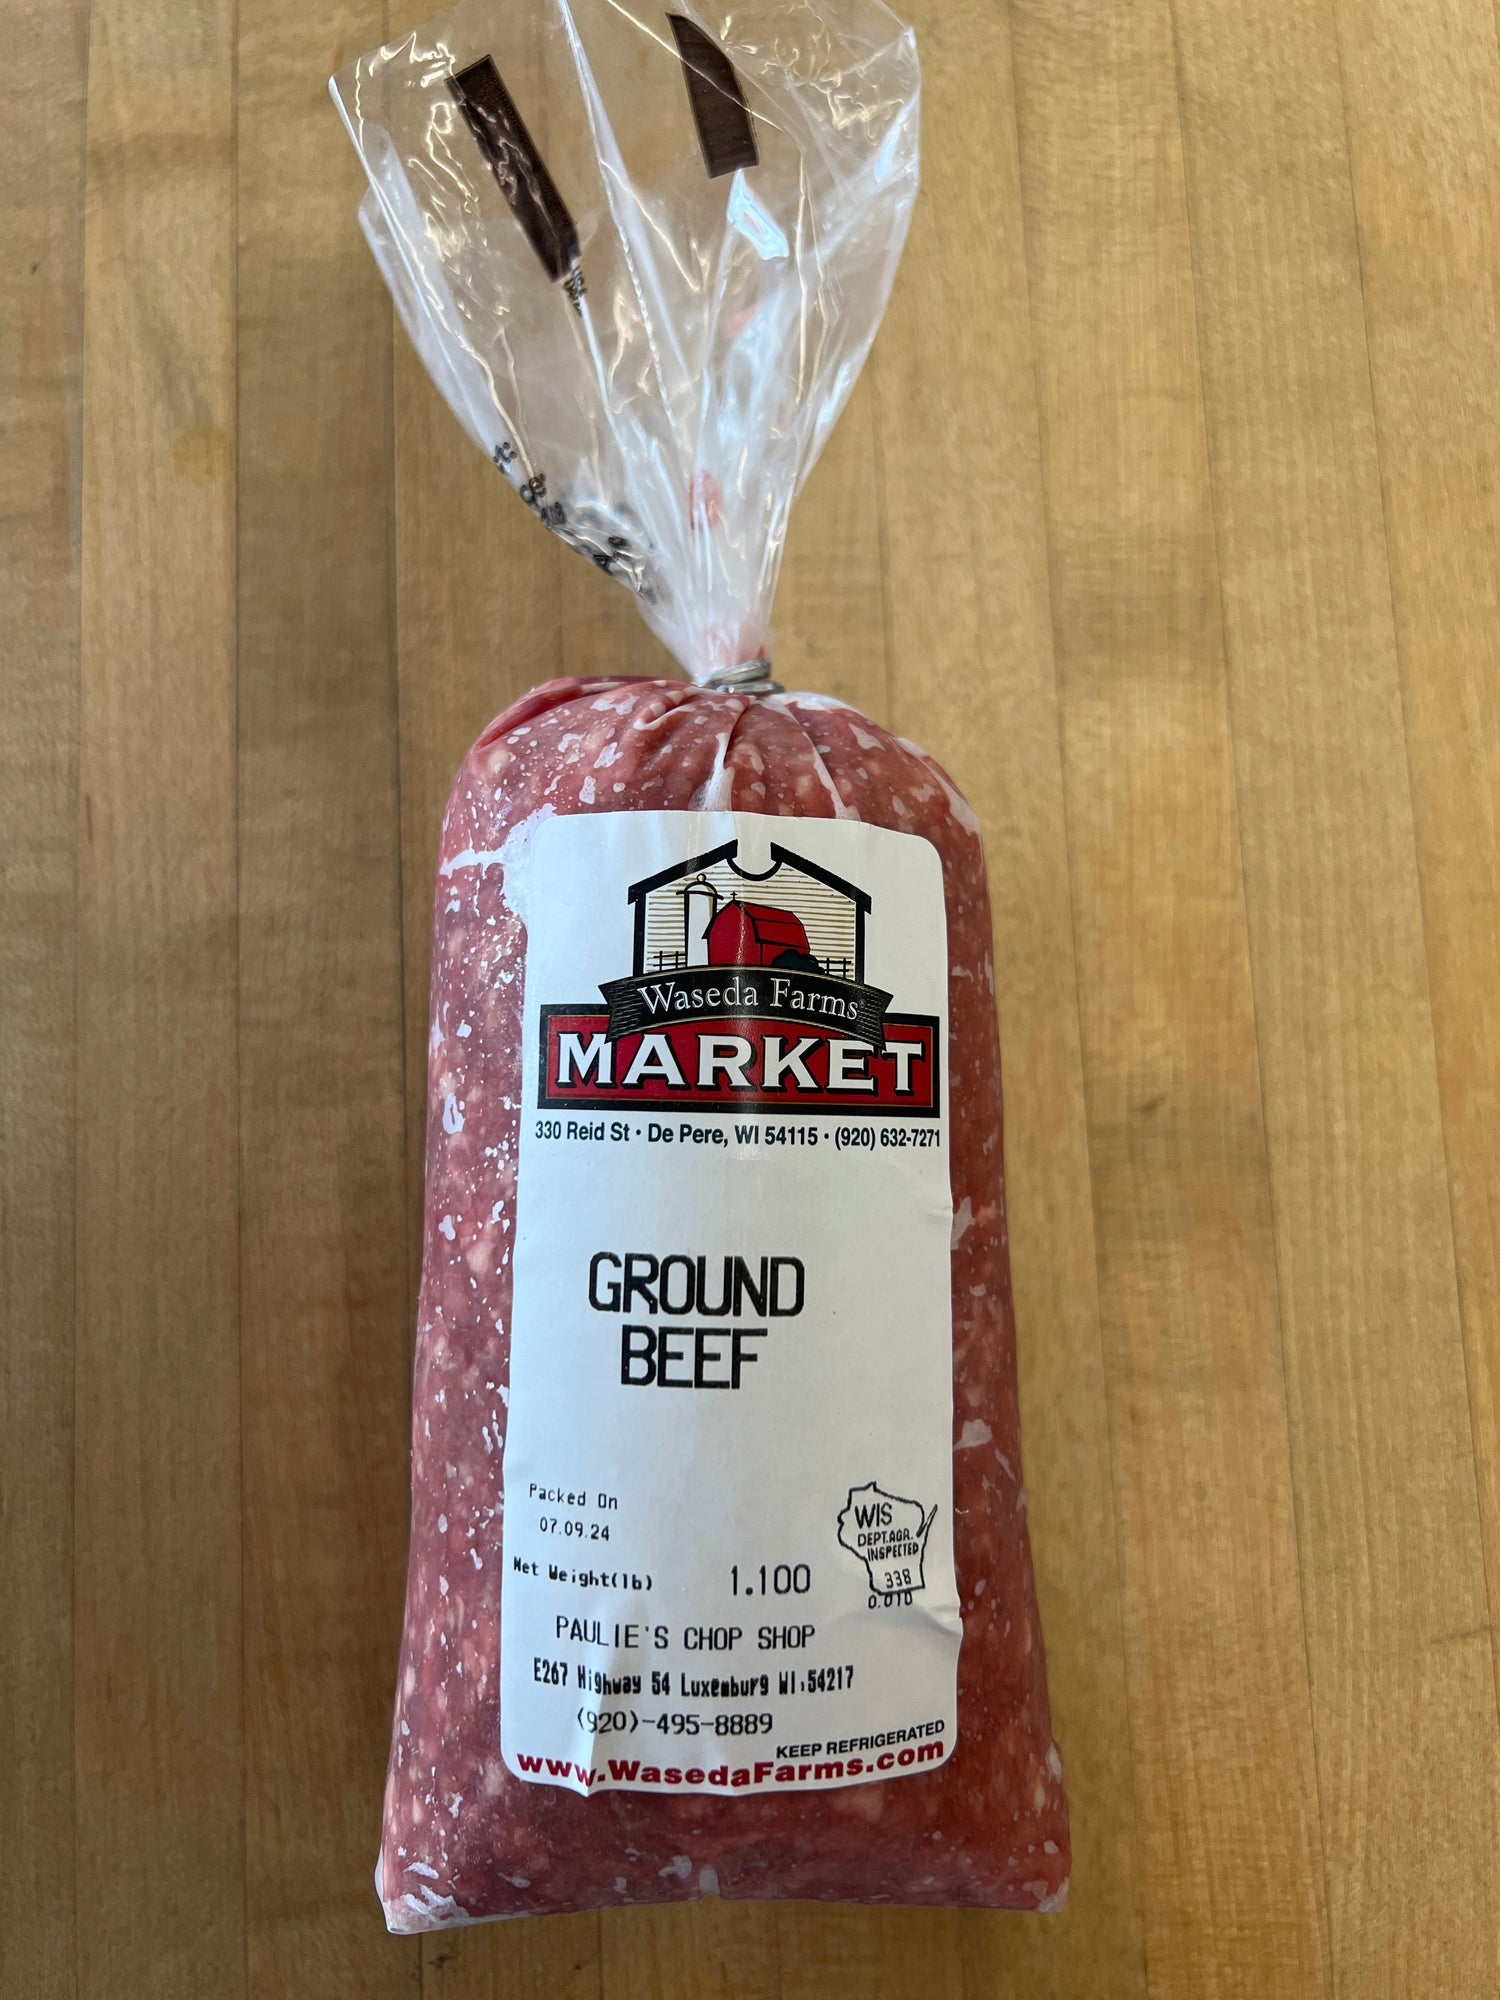 Waseda Farms
MARKET
330 Reid St • De Pere, WI 54115 • (920) 632-7271
GROUND
BEEF
Packed On
07.09.24
Net Weight(lb) 1.100
WIS
DEPT.AGR.
INSPECTED
338
0.010
PAULIE'S CHOP SHOP
E267 Highway 54 Luxemburg WI,54217
(920)-495-8889
KEEP REFRIGERATED
www.WasedaFarms.com